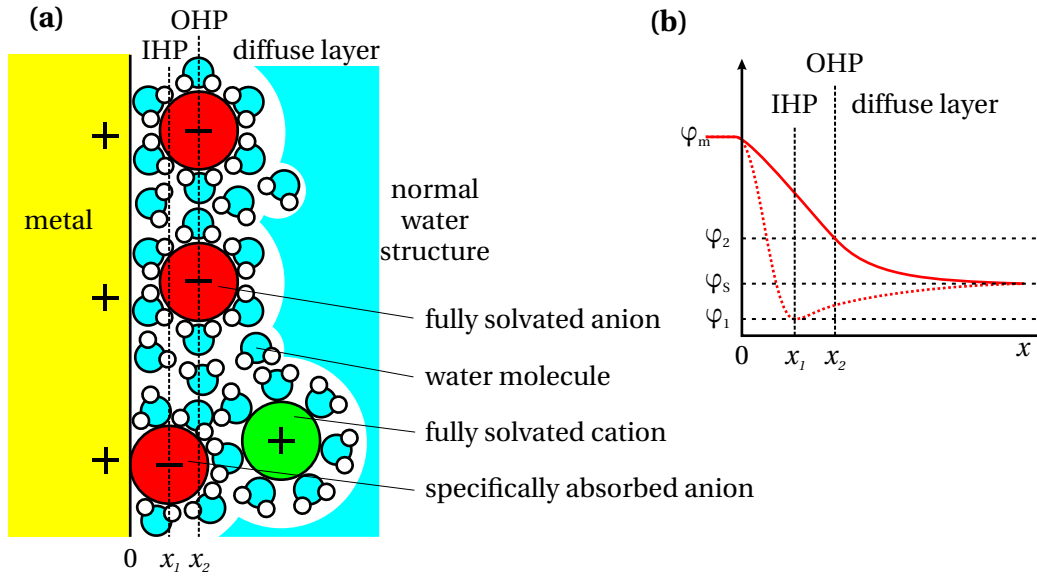 (a)
OHP
IHP
diffuse layer
+
−
metal
normal
water
structure
+
−
fully solvated anion
water molecule
fully solvated cation
+
+
−
specifically absorbed anion
0
x₁
x₂
(b)
OHP
IHP
diffuse layer
φₘ
φ₂
φₛ
φ₁
0
x₁
x₂
x